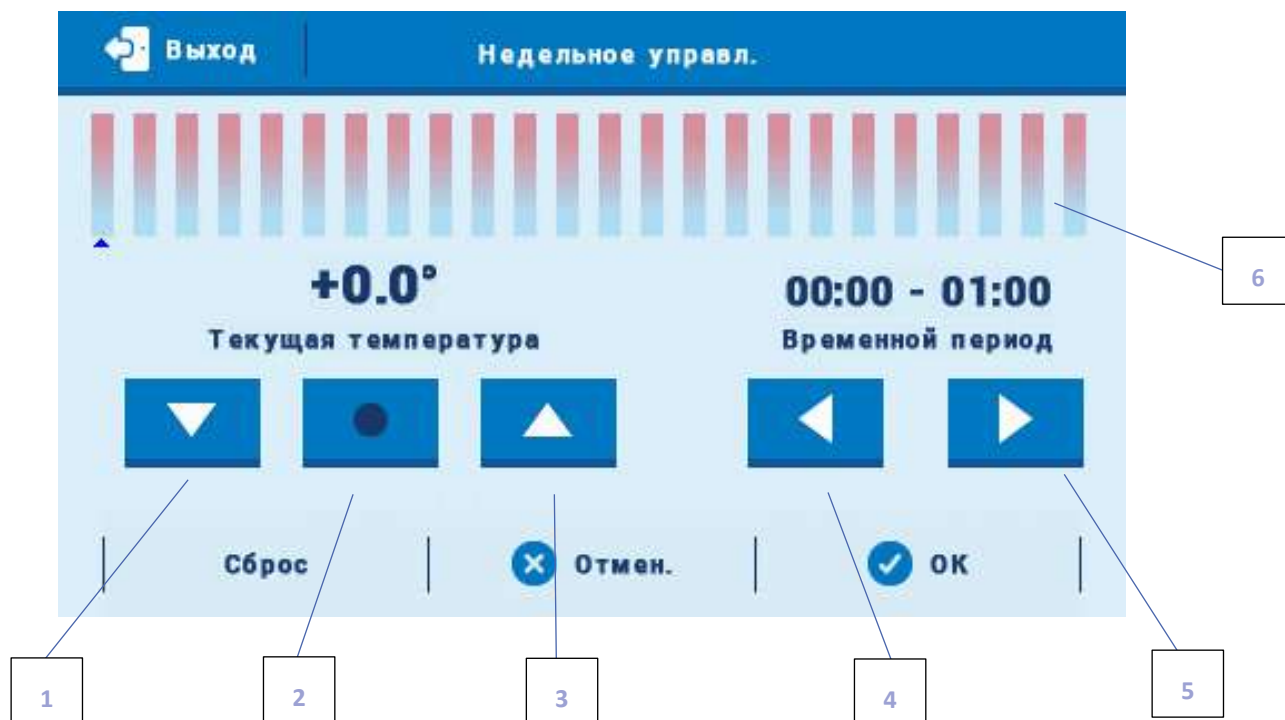 Выход
Недельное управл.
+0.0°
00:00 - 01:00
Текущая температура
Временной период
Сброс
Отмен.
ОК
6
1
2
3
4
5